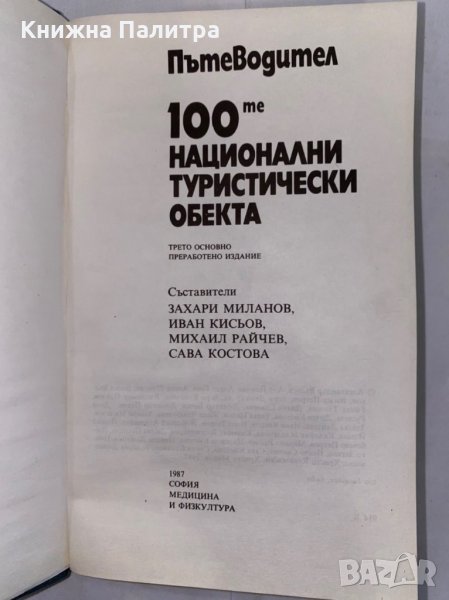 Книжна Палитра
ПътеВодител
100те
НАЦИОНАЛНИ
ТУРИСТИЧЕСКИ
ОБЕКТА
ТРЕТО ОСНОВНО
ПРЕРАБОТЕНО ИЗДАНИЕ
Съставители
ЗАХАРИ МИЛАНОВ,
ИВАН КИСЬОВ,
МИХАИЛ РАЙЧЕВ,
САВА КОСТОВА
1987
СОФИЯ
МЕДИЦИНА
И ФИЗКУЛТУРА
BAZAR